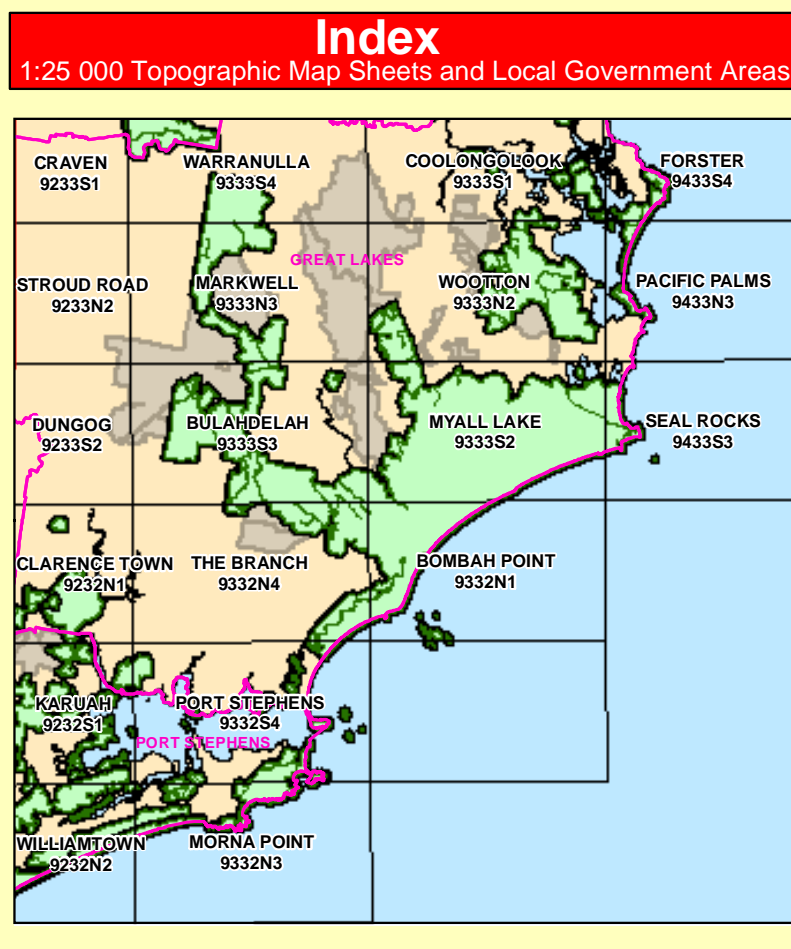 Index
1:25 000 Topographic Map Sheets and Local Government Areas
CRAVEN
9233S1
WARRANULLA
9333S4
COOLONGOLOOK
9333S1
FORSTER
9433S4
GREAT LAKES
STROUD ROAD
9233N2
MARKWELL
9333N3
WOOTTON
9333N2
PACIFIC PALMS
9433N3
DUNGOG
9233S2
BULAHDELAH
9333S3
MYALL LAKE
9333S2
SEAL ROCKS
9433S3
CLARENCE TOWN
9232N1
THE BRANCH
9332N4
BOMBAH POINT
9332N1
KARUAH
9232S1
PORT STEPHENS
9332S4
PORT STEPHENS
WILLIAMTOWN
9232N2
MORNA POINT
9332N3